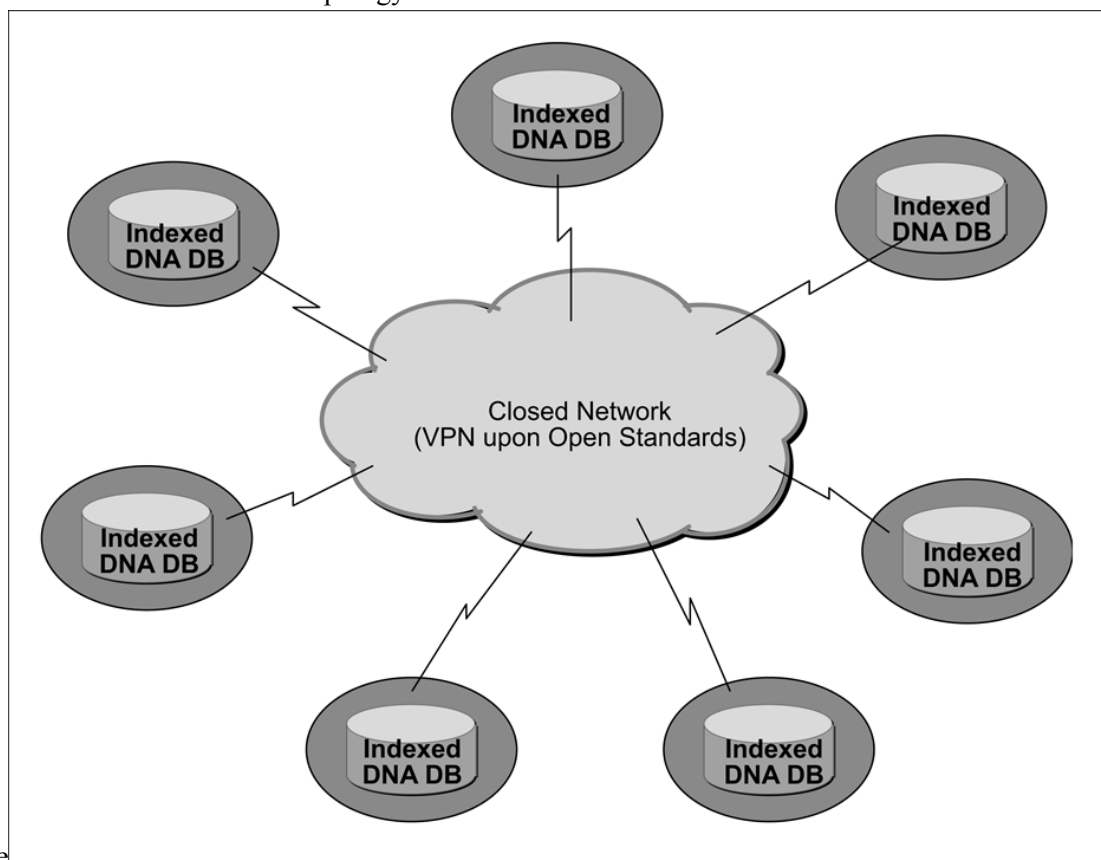 Indexed
DNA DB
Indexed
DNA DB
Indexed
DNA DB
Closed Network
(VPN upon Open Standards)
Indexed
DNA DB
Indexed
DNA DB
Indexed
DNA DB
Indexed
DNA DB